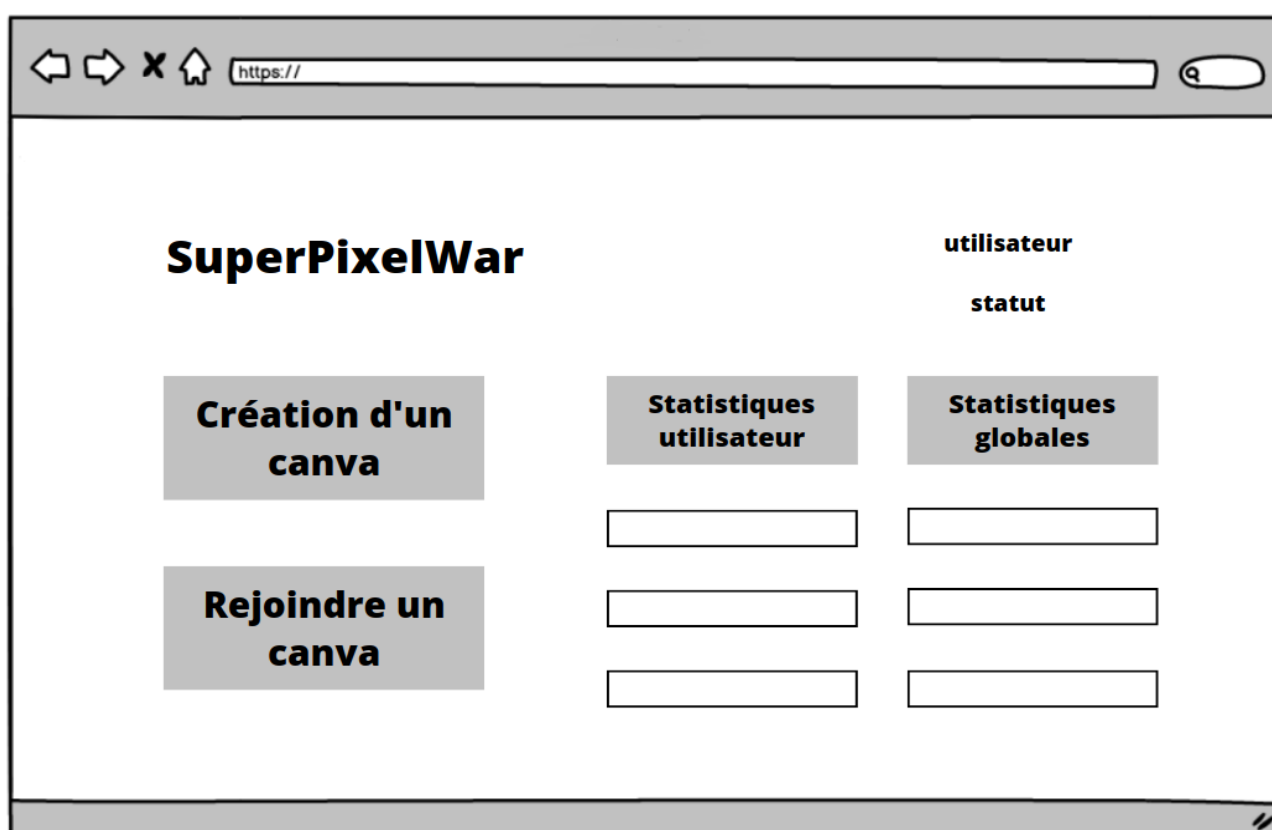 https://
SuperPixelWar
utilisateur
statut
Création d'un
canva
Rejoindre un
canva
Statistiques
utilisateur
Statistiques
globales